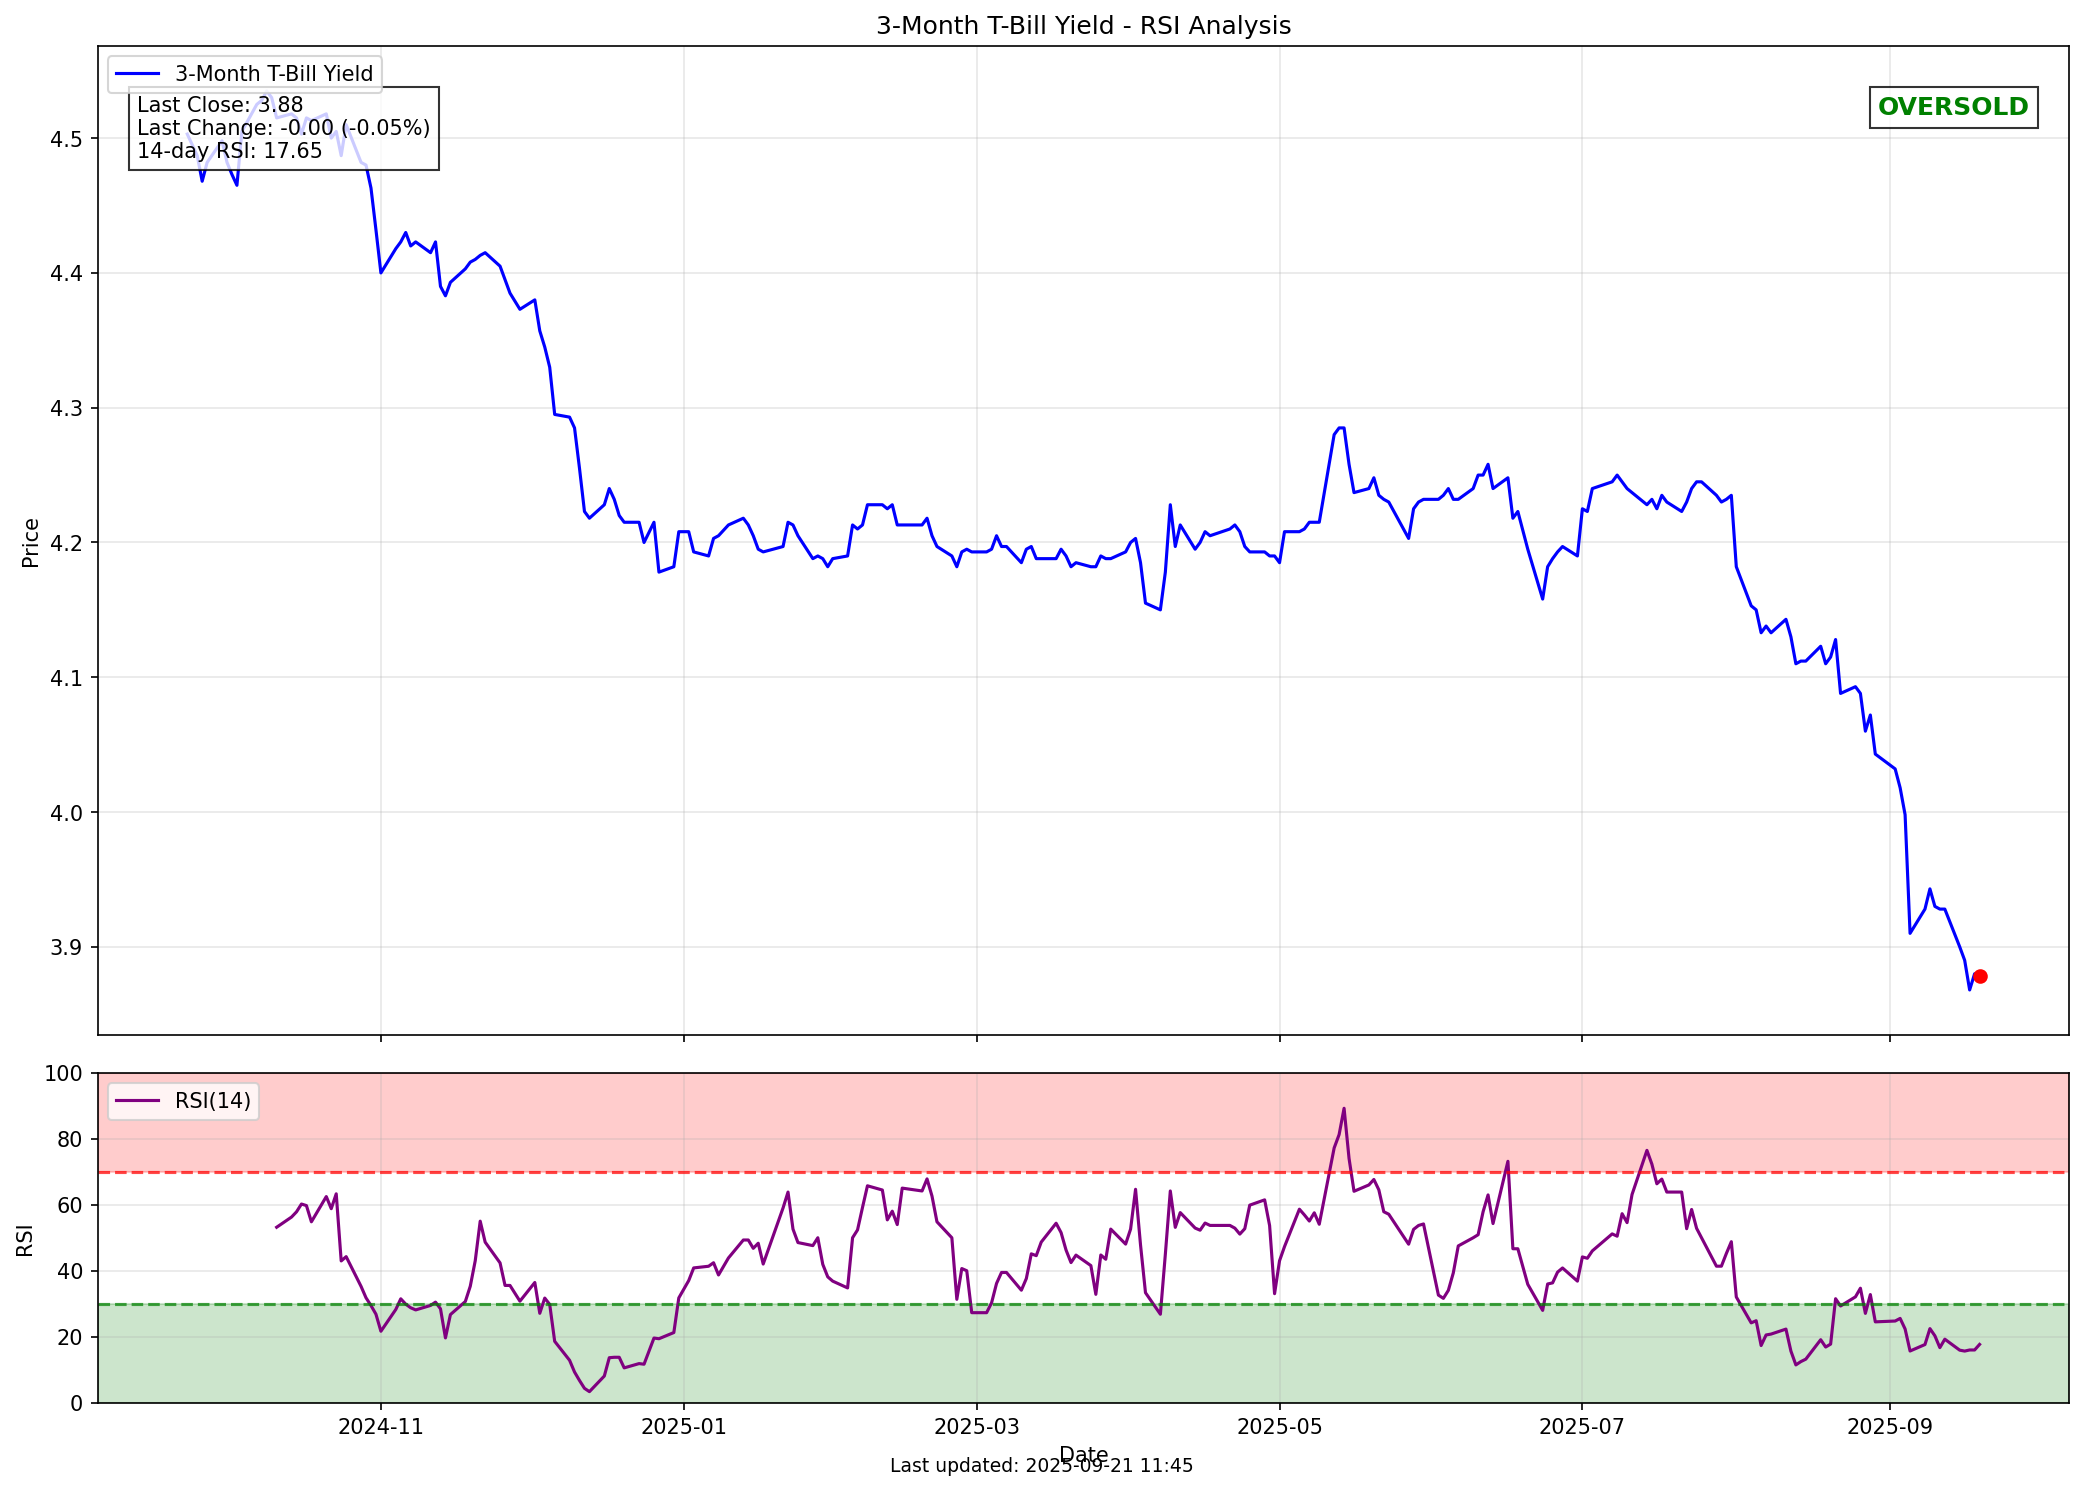 3-Month T-Bill Yield - RSI Analysis
3-Month T-Bill Yield
Last Close: 3.88
Last Change: -0.00 (-0.05%)
14-day RSI: 17.65
OVERSOLD
Price
4.5
4.4
4.3
4.2
4.1
4.0
3.9
RSI(14)
RSI
100
80
60
40
20
0
2024-11
2025-01
2025-03
2025-05
2025-07
2025-09
Date
Last updated: 2025-09-21 11:45